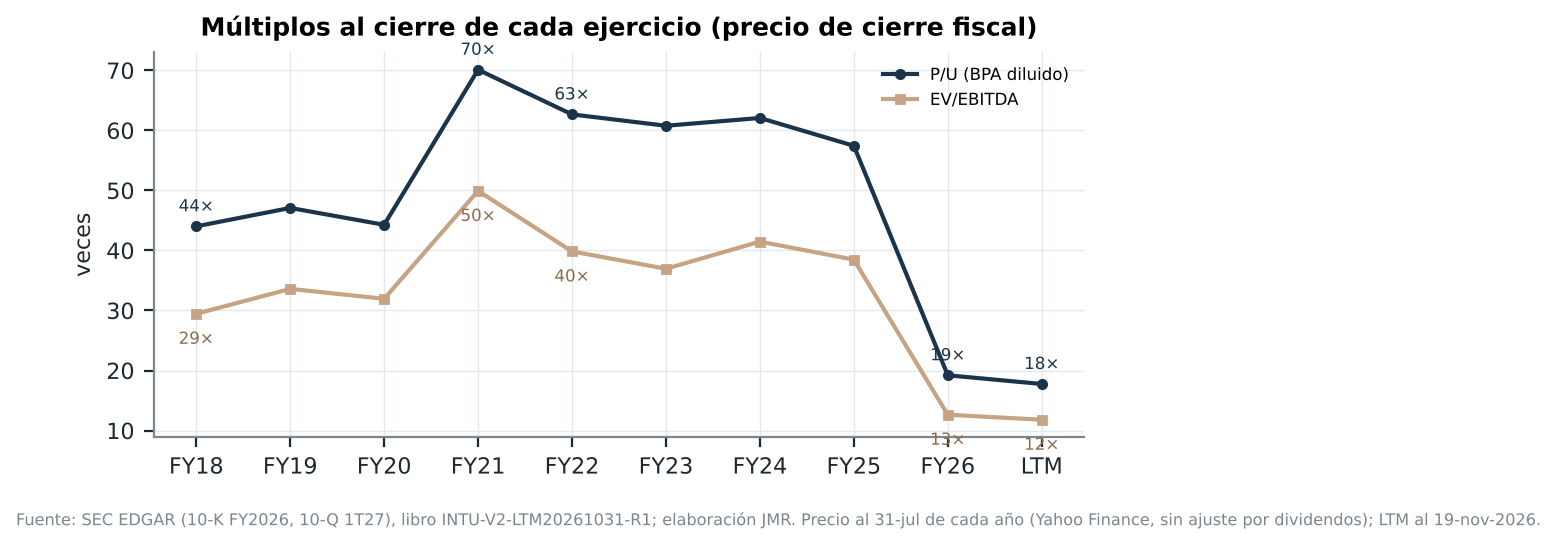 Múltiplos al cierre de cada ejercicio (precio de cierre fiscal)
70×
70
P/U (BPA diluido)
EV/EBITDA
63×
60
50
50×
44×
40
40×
veces
30
29×
20
19×
18×
10
13×
12×
FY18 FY19 FY20 FY21 FY22 FY23 FY24 FY25 FY26 LTM
Fuente: SEC EDGAR (10-K FY2026, 10-Q 1T27), libro INTU-V2-LTM20261031-R1; elaboración JMR. Precio al 31-jul de cada año (Yahoo Finance, sin ajuste por dividendos); LTM al 19-nov-2026.